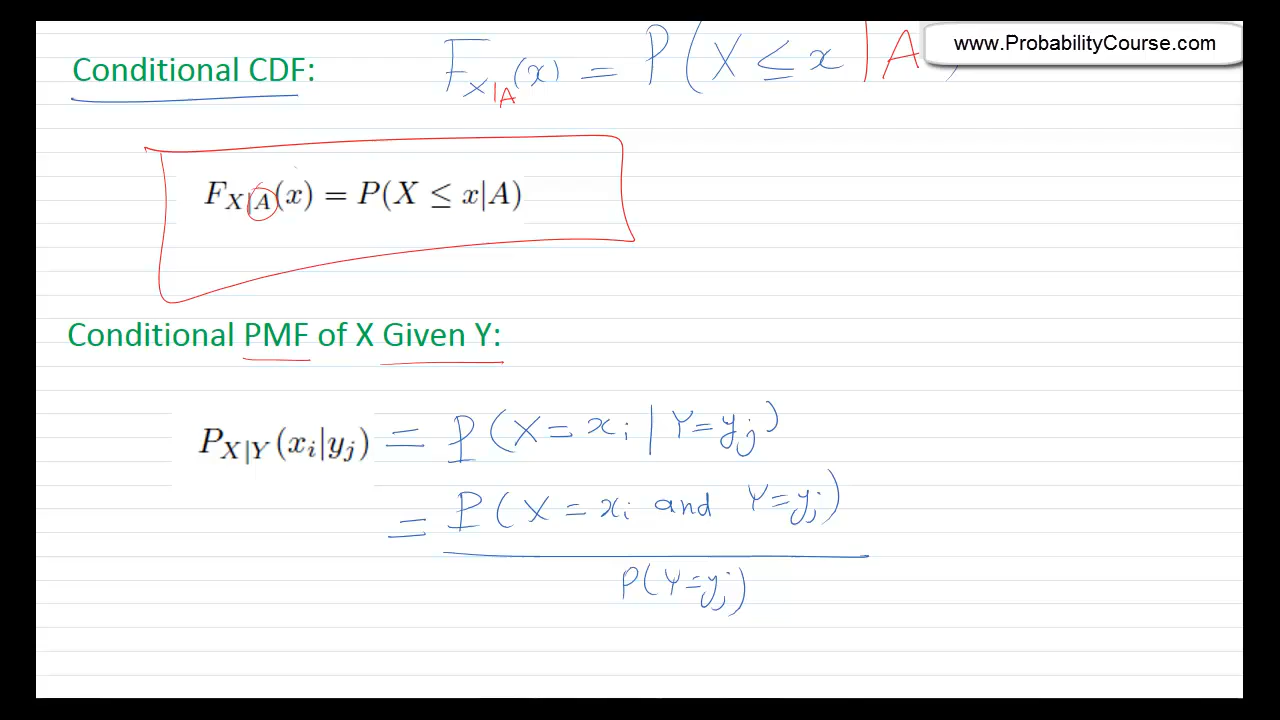 www.ProbabilityCourse.com
Conditional CDF: F_{X|A}(x) = P(X ≤ x | A)
F_{X|A}(x) = P(X ≤ x|A)
Conditional PMF of X Given Y:
P_{X|Y}(x_i|y_j) = P(X = x_i | Y = y_j)
= P(X = x_i and Y = y_j)
P(Y = y_j)